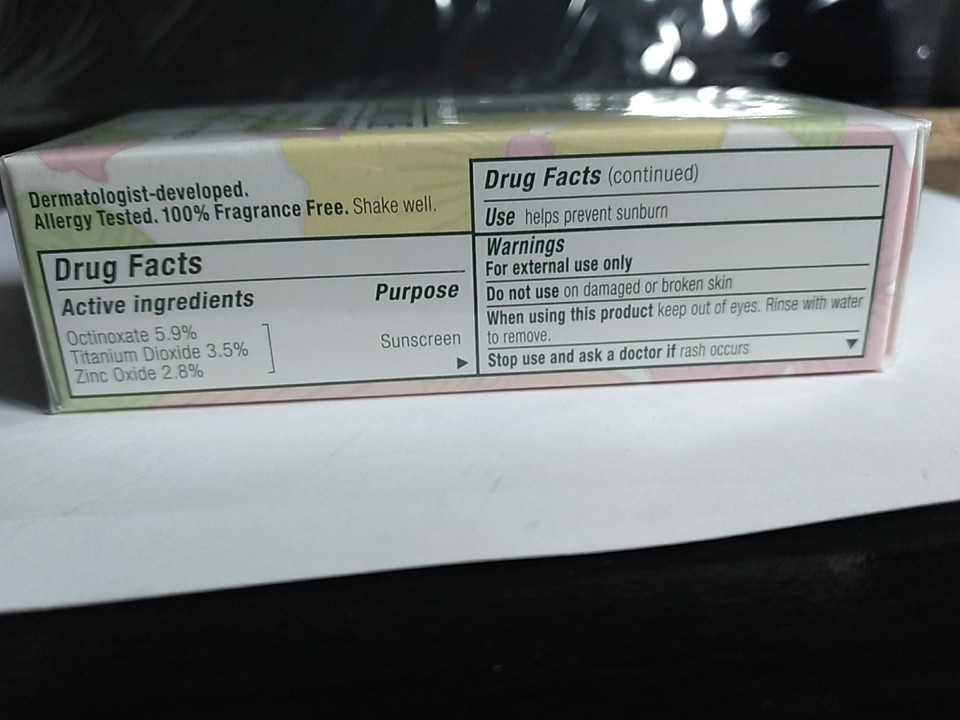 Dermatologist-developed.
Allergy Tested. 100% Fragrance Free. Shake well.
Drug Facts
Active ingredients Purpose
Octinoxate 5.9%
Titanium Dioxide 3.5% Sunscreen
Zinc Oxide 2.8%
Drug Facts (continued)
Use helps prevent sunburn
Warnings
For external use only
Do not use on damaged or broken skin
When using this product keep out of eyes. Rinse with water
to remove.
Stop use and ask a doctor if rash occurs